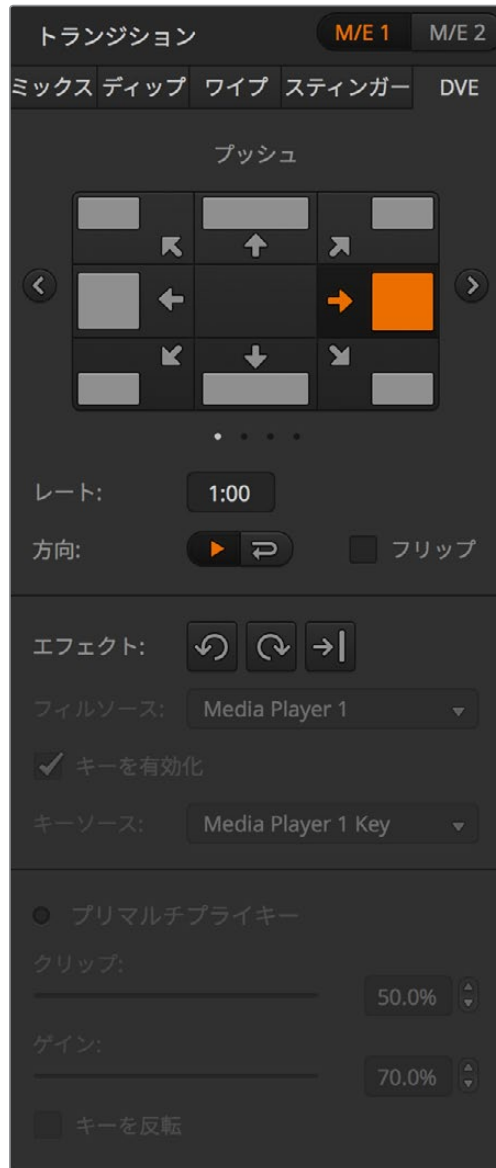 トランジション M/E 1 M/E 2
ミックス ディップ ワイプ スティンガー DVE
プッシュ
レート: 1:00
方向: フリップ
エフェクト:
フィルソース: Media Player 1
キーを有効化
キーソース: Media Player 1 Key
プリマルチプライキー
クリップ:
50.0%
ゲイン:
70.0%
キーを反転